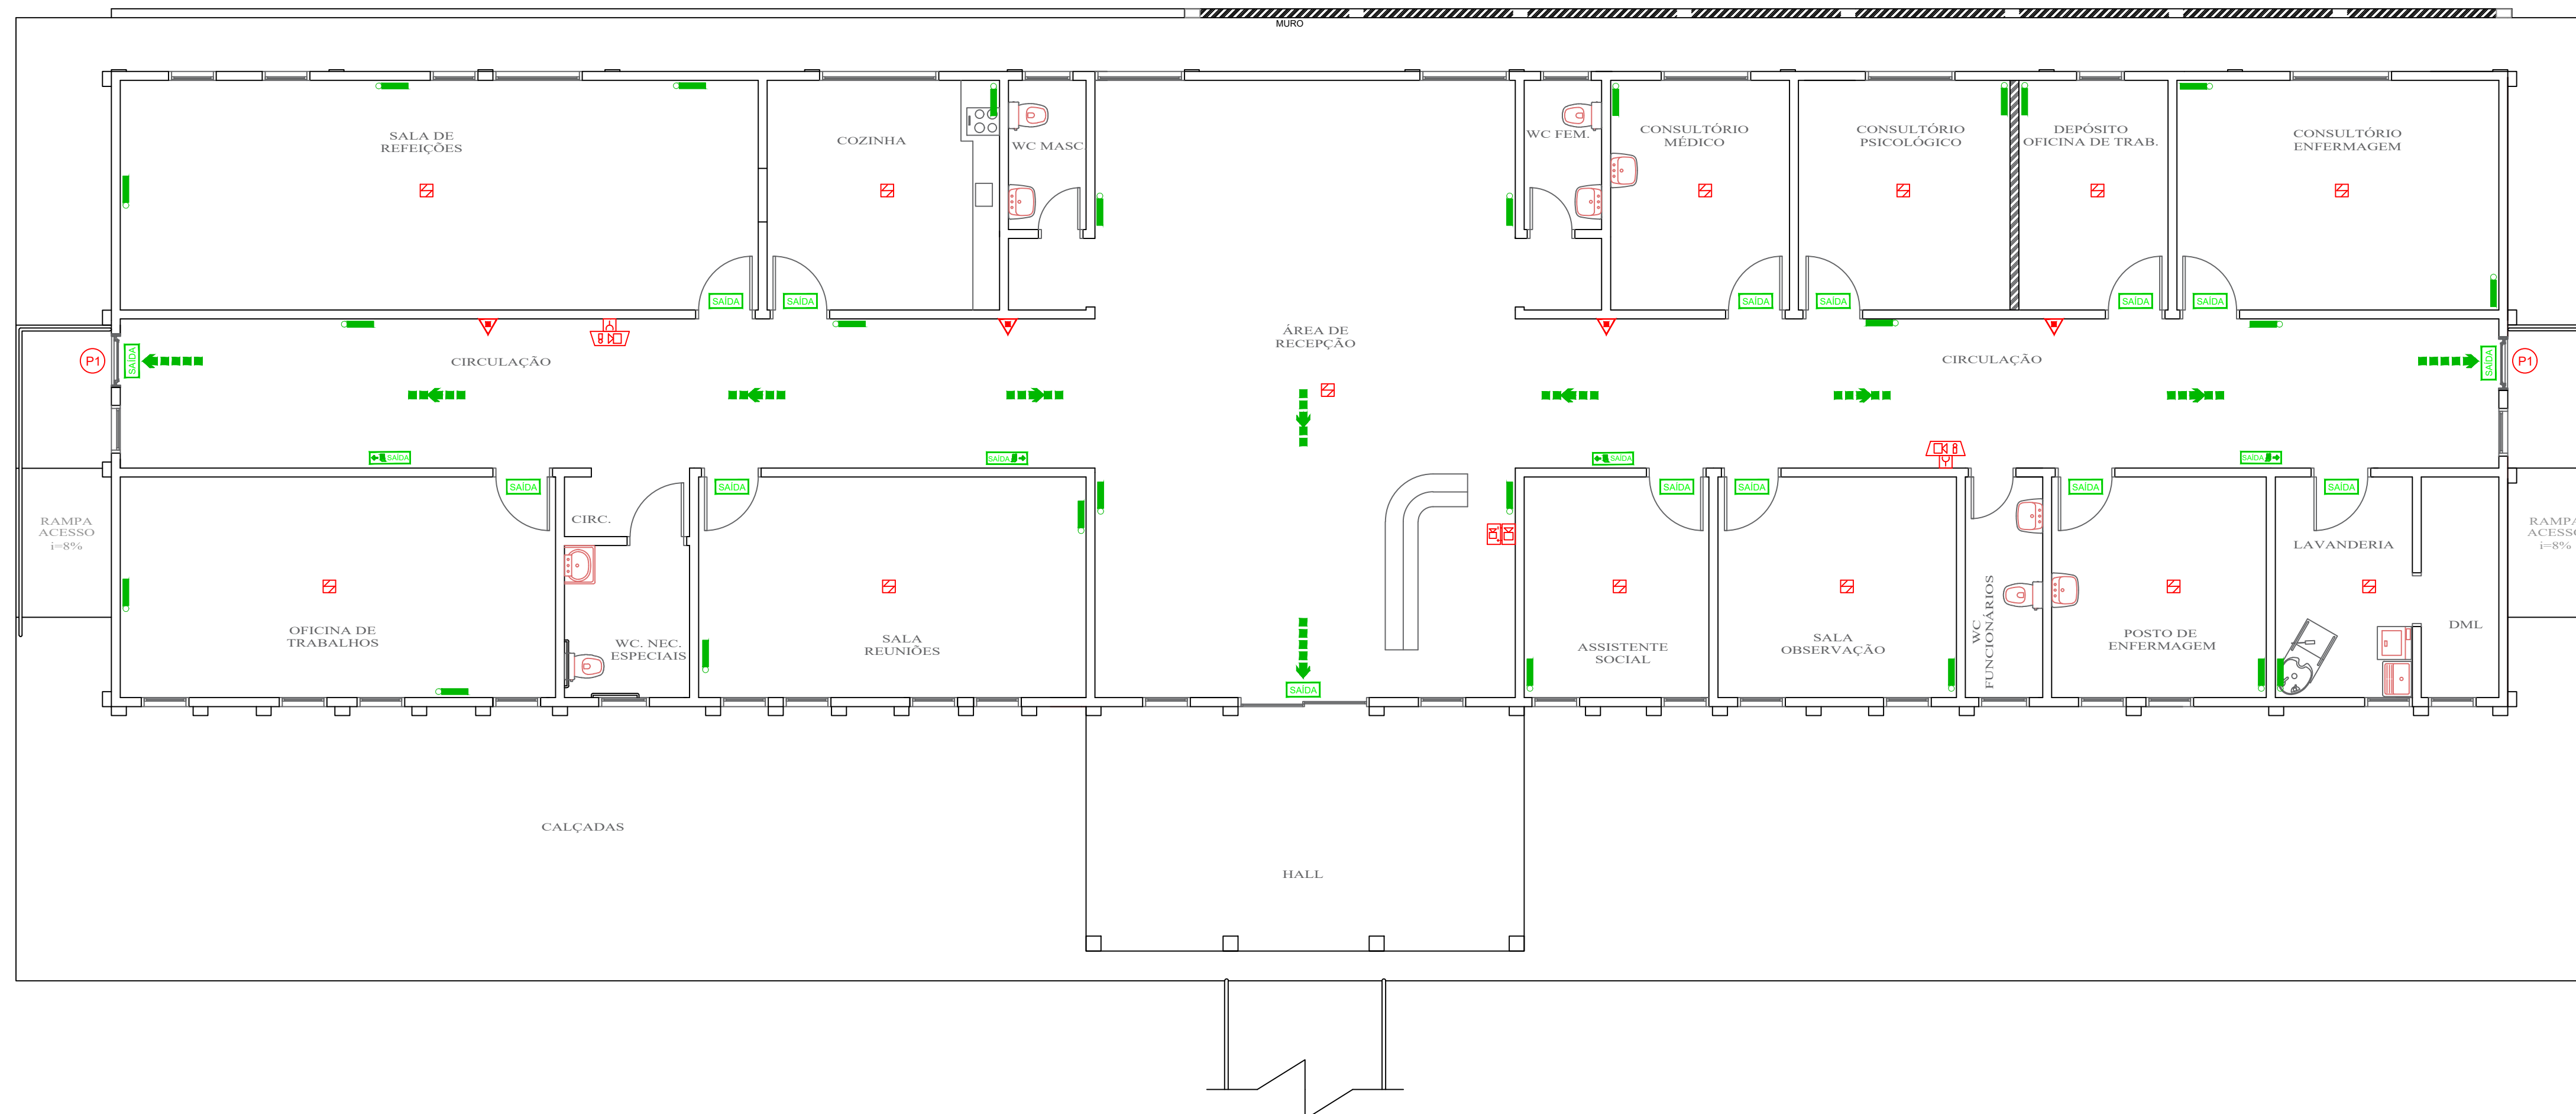 MURO
SALA DE
REFEIÇÕES
COZINHA
WC MASC
WC FEM.
CONSULTÓRIO
MÉDICO
CONSULTÓRIO
PSICOLÓGICO
DEPÓSITO
OFICINA DE TRAB.
CONSULTÓRIO
ENFERMAGEM
SAÍDA
SAÍDA
SAÍDA
SAÍDA
SAÍDA
SAÍDA
P1
SAÍDA
CIRCULAÇÃO
ÁREA DE
RECEPÇÃO
CIRCULAÇÃO
SAÍDA
P1
SAÍDA
SAÍDA
SAÍDA
SAÍDA
SAÍDA
SAÍDA
SAÍDA
SAÍDA
SAÍDA
SAÍDA
RAMPA
ACESSO
i=8%
CIRC.
OFICINA DE
TRABALHOS
WC. NEC.
ESPECIAIS
SALA
REUNIÕES
SAÍDA
ASSISTENTE
SOCIAL
SALA
OBSERVAÇÃO
WC
FUNCIONÁRIOS
POSTO DE
ENFERMAGEM
LAVANDERIA
DML
RAMPA
ACESSO
i=8%
CALÇADAS
HALL